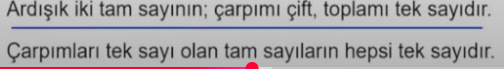 Ardışık iki tam sayının; çarpımı çift, toplamı tek sayıdır.
Çarpımları tek sayı olan tam sayıların hepsi tek sayıdır.